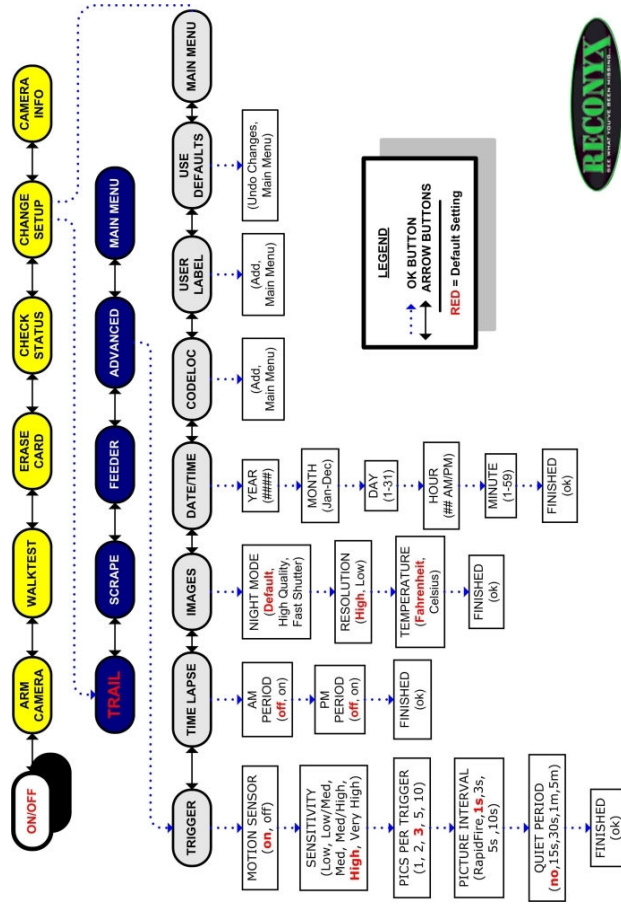 ON/OFF
ARM
CAMERA
WALKTEST
ERASE
CARD
CHECK
STATUS
CHANGE
SETUP
CAMERA
INFO
TRAIL
SCRAPE
FEEDER
ADVANCED
MAIN MENU
TRIGGER
TIME LAPSE
IMAGES
DATE/TIME
CODELOC
USER
LABEL
USE
DEFAULTS
MAIN MENU
MOTION SENSOR
(on, off)
SENSITIVITY
(Low, Low/Med,
Med, Med/High,
High, Very High)
PICS PER TRIGGER
(1, 2, 3, 5, 10)
PICTURE INTERVAL
(RapidFire,1s,3s,
5s ,10s)
QUIET PERIOD
(no,15s,30s,1m,5m)
FINISHED
(ok)
AM
PERIOD
(off, on)
PM
PERIOD
(off, on)
FINISHED
(ok)
NIGHT MODE
(Default,
High Quality,
Fast Shutter)
RESOLUTION
(High, Low)
TEMPERATURE
(Fahrenheit,
Celsius)
FINISHED
(ok)
YEAR
(####)
MONTH
(Jan-Dec)
DAY
(1-31)
HOUR
(## AM/PM)
MINUTE
(1-59)
FINISHED
(ok)
(Add,
Main Menu)
(Add,
Main Menu)
(Undo Changes,
Main Menu)
LEGEND
OK BUTTON
ARROW BUTTONS
RED = Default Setting
RECONYX
SEE WHAT YOU'VE BEEN MISSING...